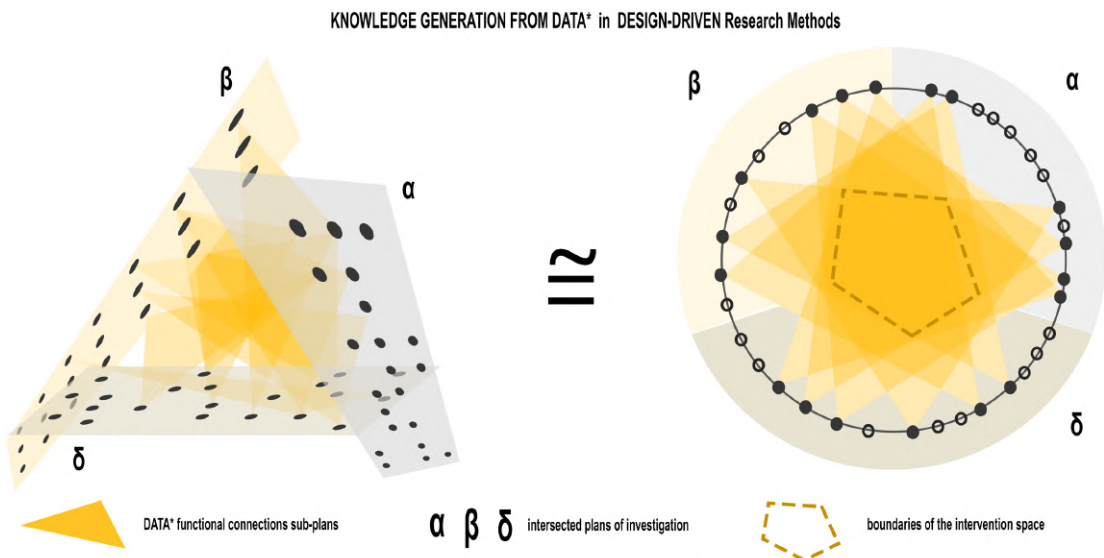 KNOWLEDGE GENERATION FROM DATA* in DESIGN-DRIVEN Research Methods
β
α
δ
≅
β
α
δ
DATA* functional connections sub-plans
α β δ intersected plans of investigation
boundaries of the intervention space